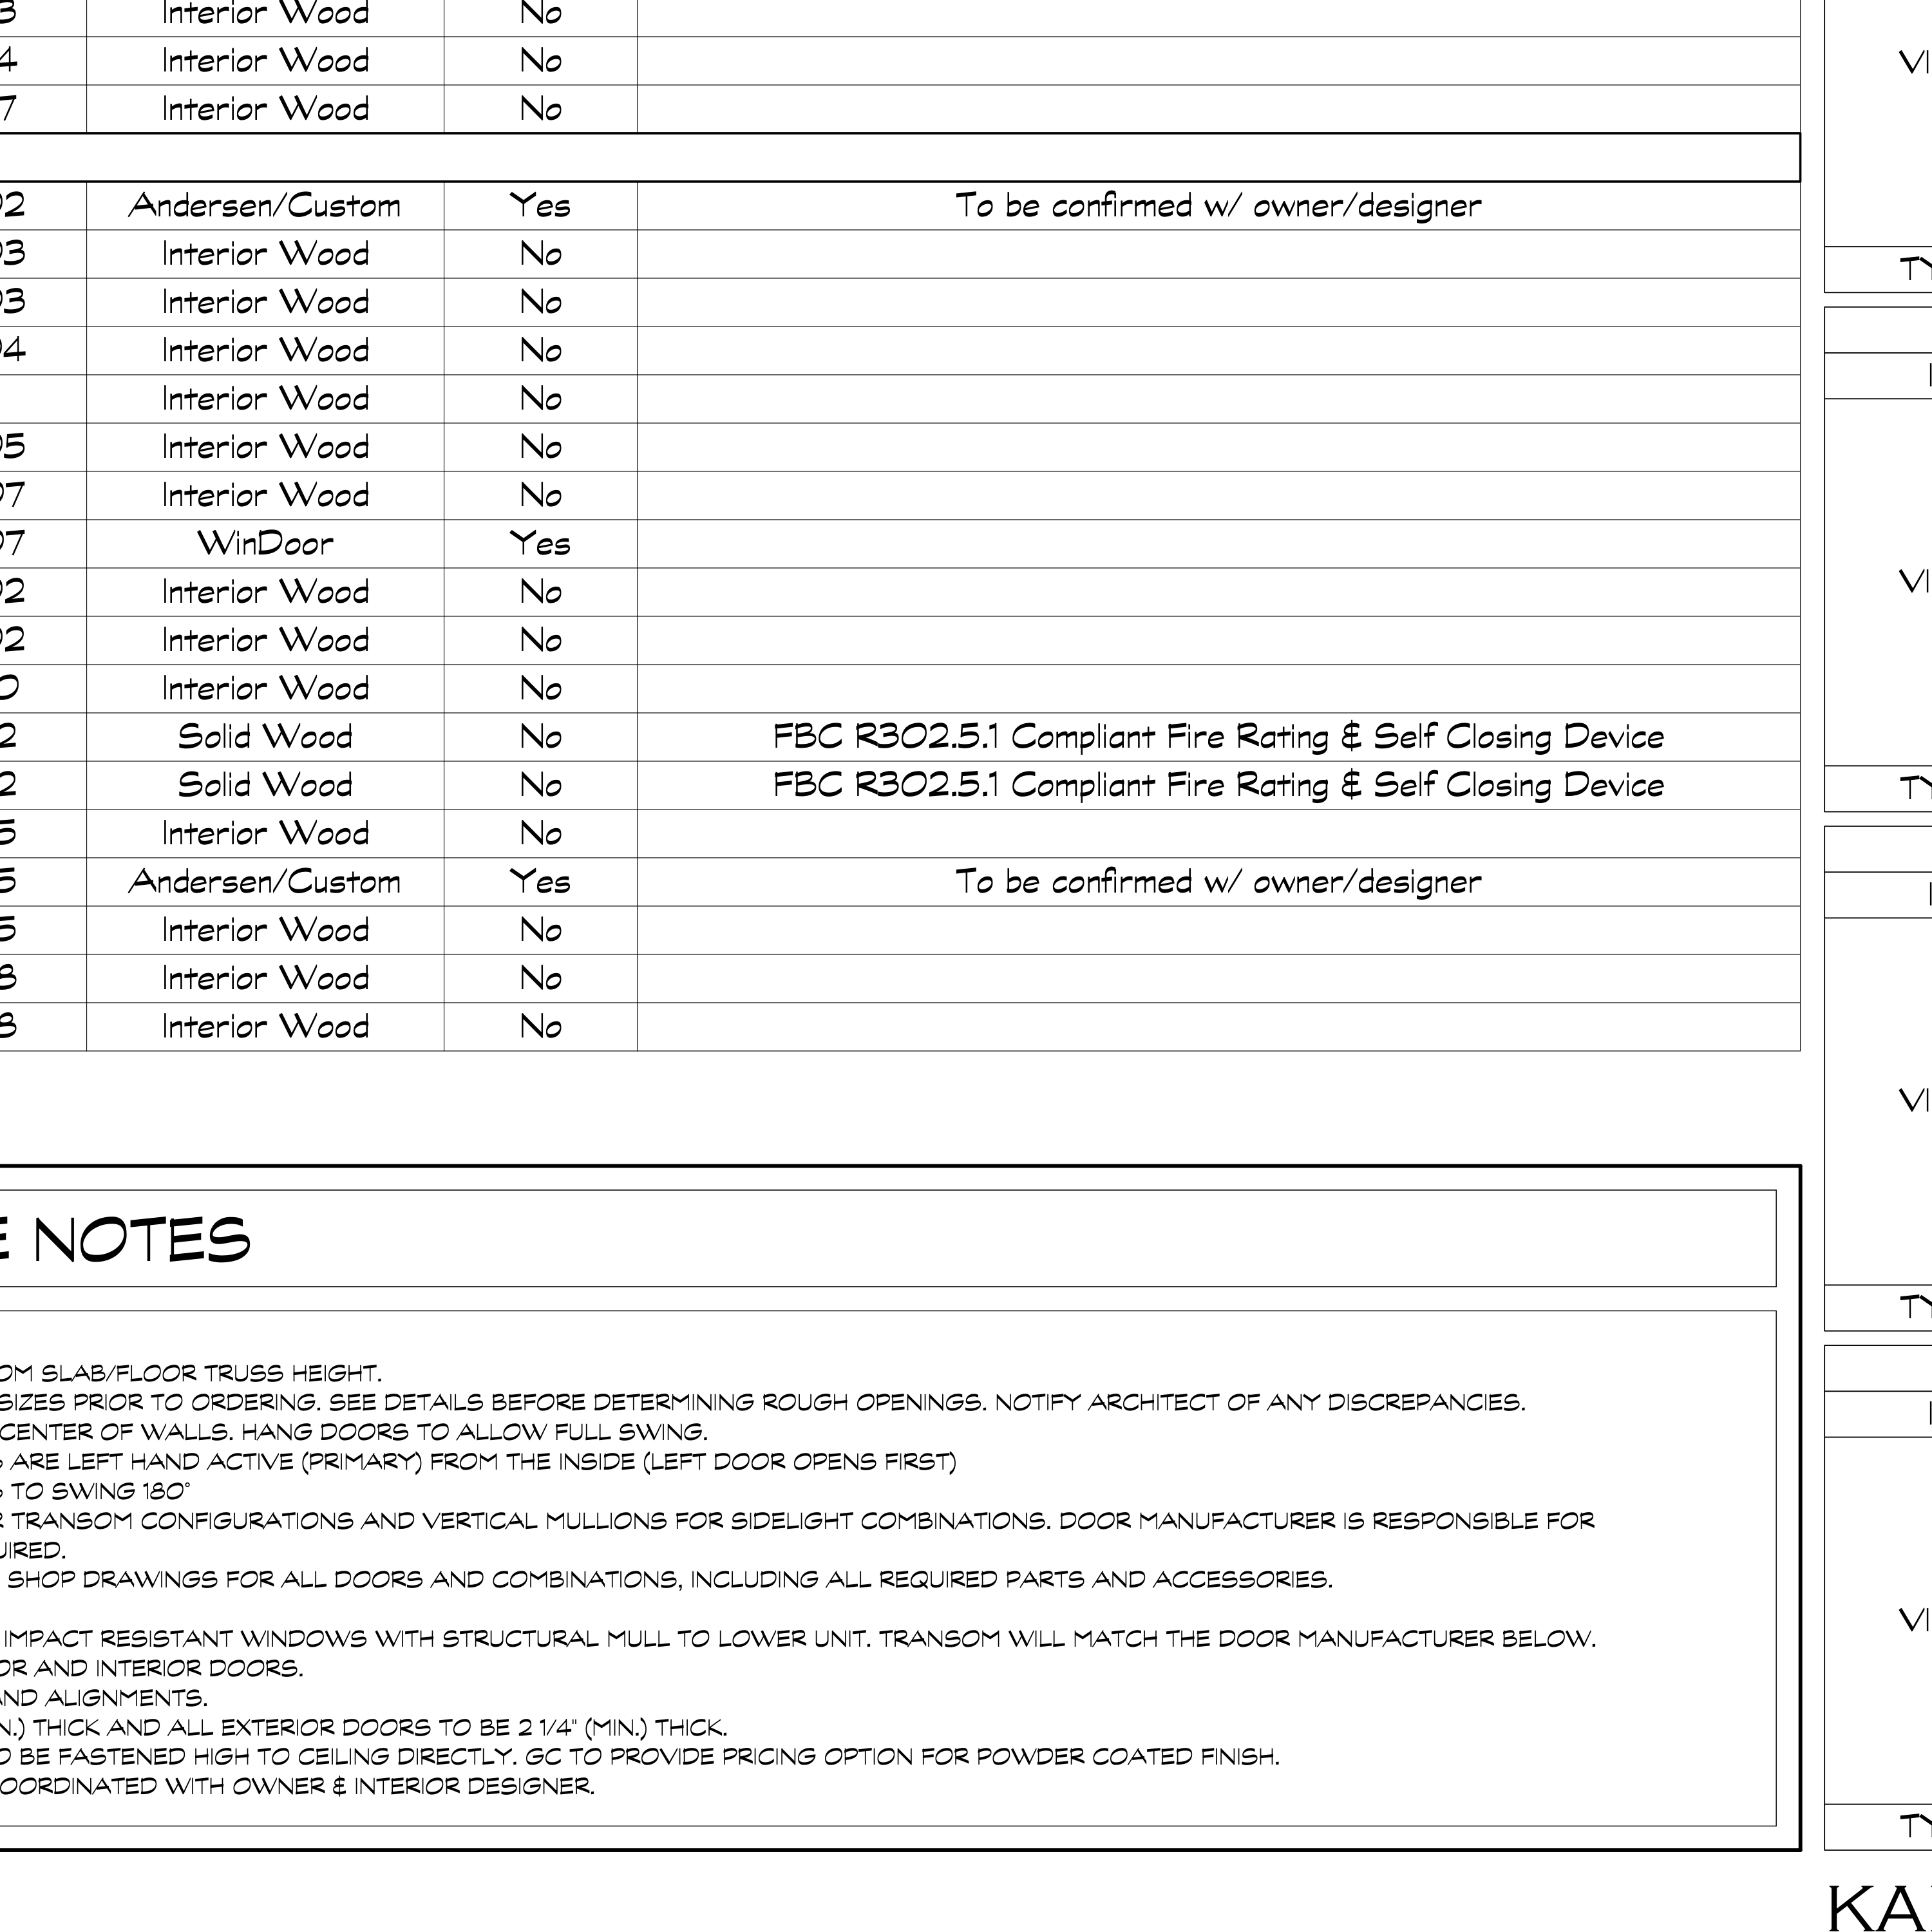 3 Interior Wood No
4 Interior Wood No
7 Interior Wood No
02 Andersen/Custom Yes To be confirmed w/ owner/designer
03 Interior Wood No
03 Interior Wood No
04 Interior Wood No
Interior Wood No
05 Interior Wood No
07 Interior Wood No
07 WinDoor Yes
02 Interior Wood No
02 Interior Wood No
0 Interior Wood No
2 Solid Wood No FBC R302.5.1 Compliant Fire Rating & Self Closing Device
2 Solid Wood No FBC R302.5.1 Compliant Fire Rating & Self Closing Device
5 Interior Wood No
5 Andersen/Custom Yes To be confirmed w/ owner/designer
5 Interior Wood No
8 Interior Wood No
8 Interior Wood No
E NOTES
OM SLAB/FLOOR TRUSS HEIGHT.
SIZES PRIOR TO ORDERING. SEE DETAILS BEFORE DETERMINING ROUGH OPENINGS. NOTIFY ARCHITECT OF ANY DISCREPANCIES.
CENTER OF WALLS. HANG DOORS TO ALLOW FULL SWING.
S ARE LEFT HAND ACTIVE (PRIMARY) FROM THE INSIDE (LEFT DOOR OPENS FIRST)
S TO SWING 180°
R TRANSOM CONFIGURATIONS AND VERTICAL MULLIONS FOR SIDELIGHT COMBINATIONS. DOOR MANUFACTURER IS RESPONSIBLE FOR
UIRED.
SHOP DRAWINGS FOR ALL DOORS AND COMBINATIONS, INCLUDING ALL REQUIRED PARTS AND ACCESSORIES.
IMPACT RESISTANT WINDOWS WITH STRUCTURAL MULL TO LOWER UNIT. TRANSOM WILL MATCH THE DOOR MANUFACTURER BELOW.
OR AND INTERIOR DOORS.
AND ALIGNMENTS.
N.) THICK AND ALL EXTERIOR DOORS TO BE 2 1/4" (MIN.) THICK.
O BE FASTENED HIGH TO CEILING DIRECTLY. GC TO PROVIDE PRICING OPTION FOR POWDER COATED FINISH.
OORDINATED WITH OWNER & INTERIOR DESIGNER.
VI
TY
VI
TY
VI
TY
VI
TY
KA